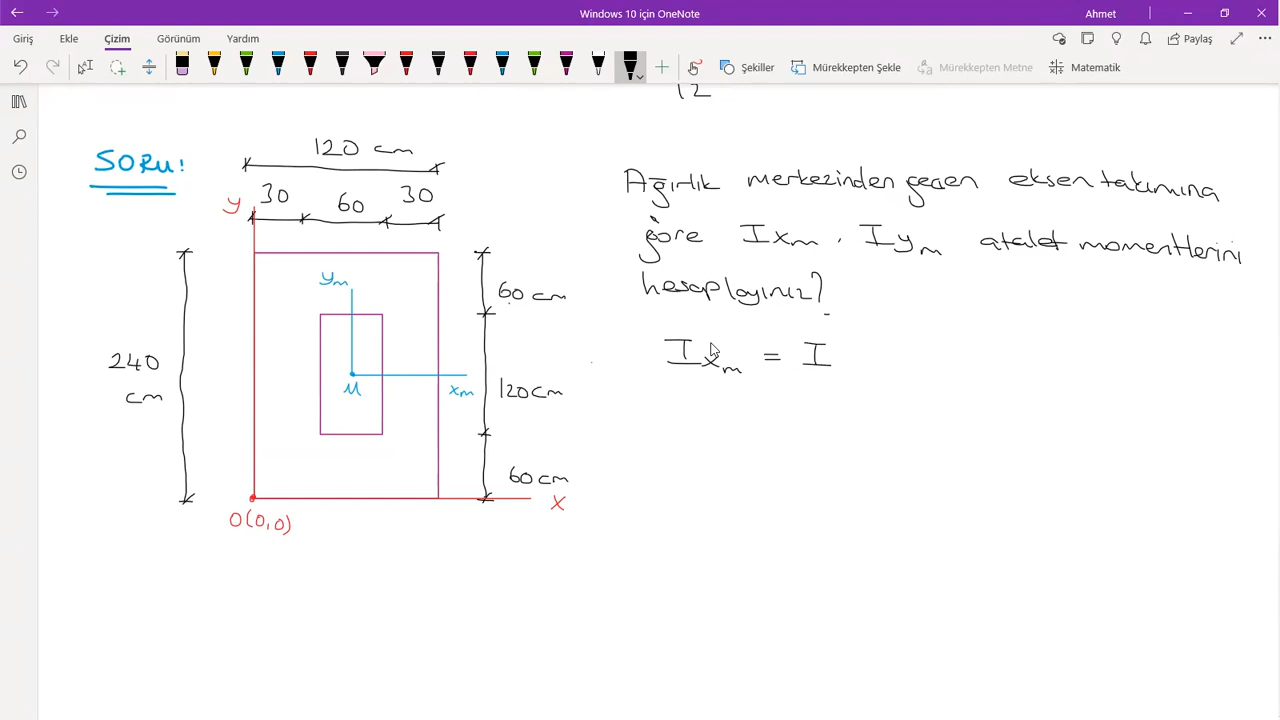 Windows 10 için OneNote
Ahmet
Giriş
Ekle
Çizim
Görünüm
Yardım
Paylaş
Şekiller
Mürekkepten Şekle
Mürekkepten Metne
Matematik
12
SORU:
120 cm
30
60
30
y
240
cm
60 cm
120cm
60 cm
ym
M
xm
x
O(0,0)
Ağırlık merkezinden geçen eksen takımına
göre Ixm, Iym atalet momentlerini
hesaplayınız?
Ixm = I